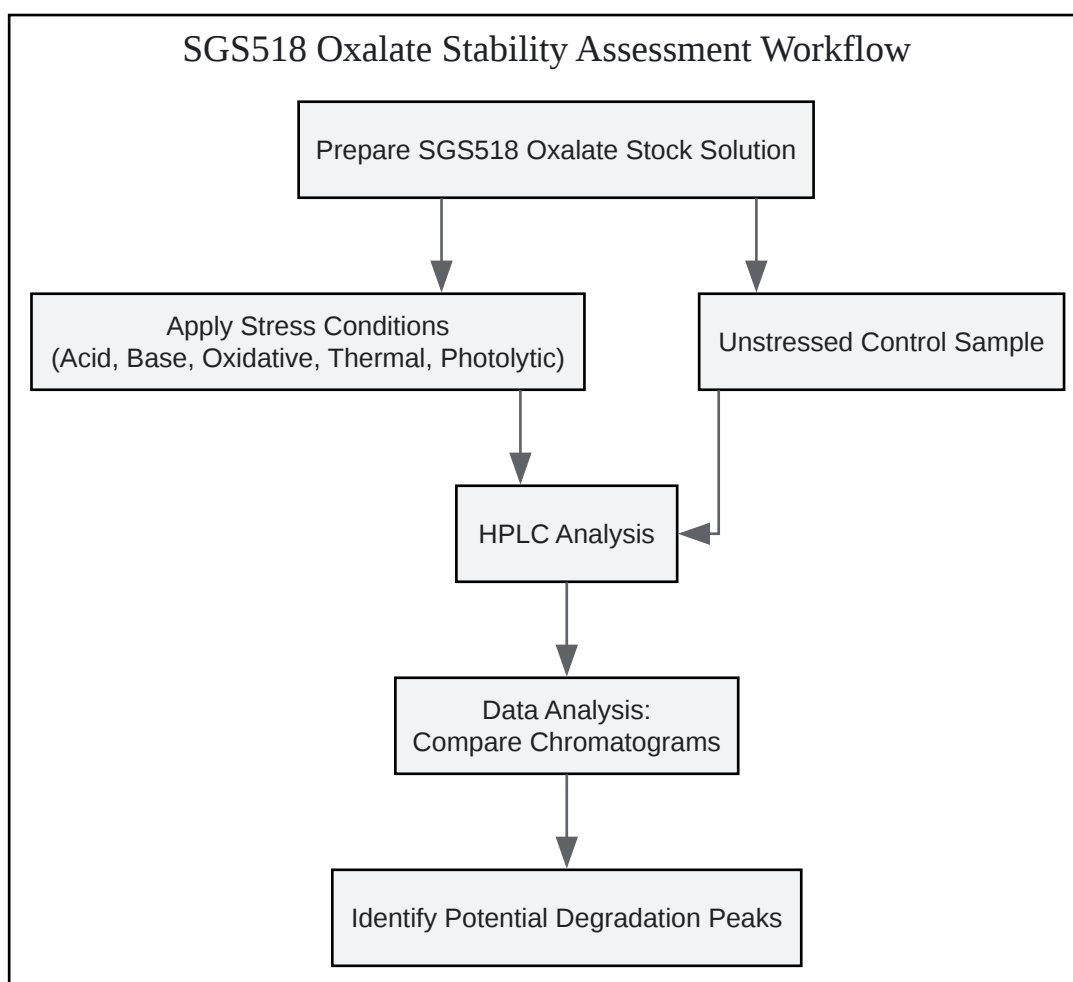 SGS518 Oxalate Stability Assessment Workflow
Prepare SGS518 Oxalate Stock Solution
Apply Stress Conditions
(Acid, Base, Oxidative, Thermal, Photolytic)
Unstressed Control Sample
HPLC Analysis
Data Analysis:
Compare Chromatograms
Identify Potential Degradation Peaks